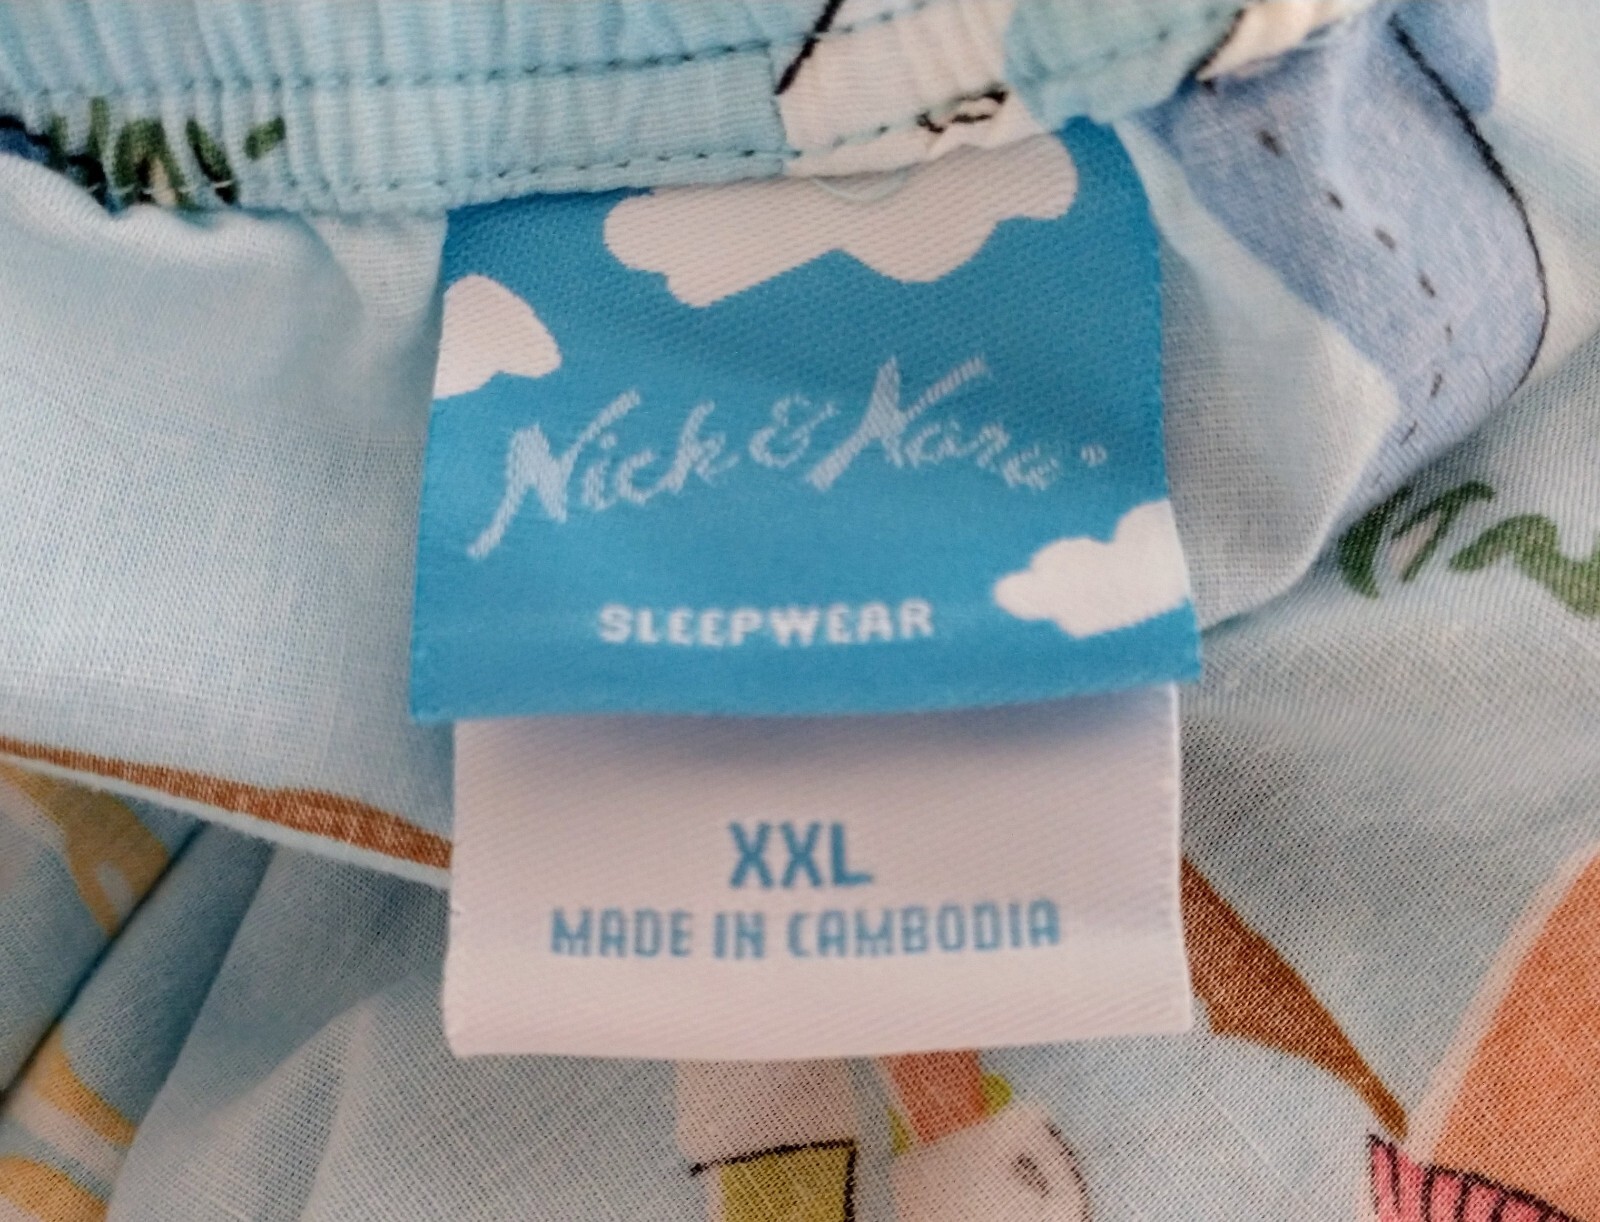 Nick & Nora
SLEEPWEAR
XXL
MADE IN CAMBODIA